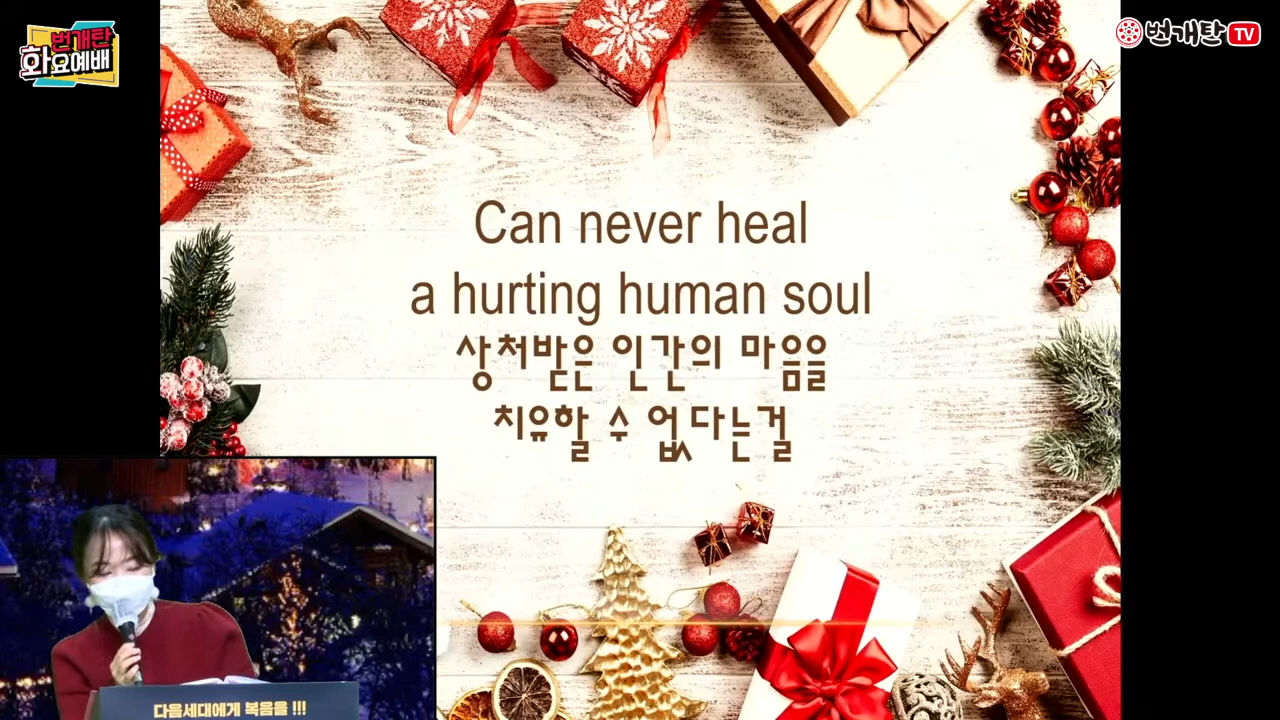 번개탄
화요예배
번개탄 TV
Can never heal
a hurting human soul
상처받은 인간의 마음을
치유할 수 없다는걸
다음세대에게 복음을 !!!